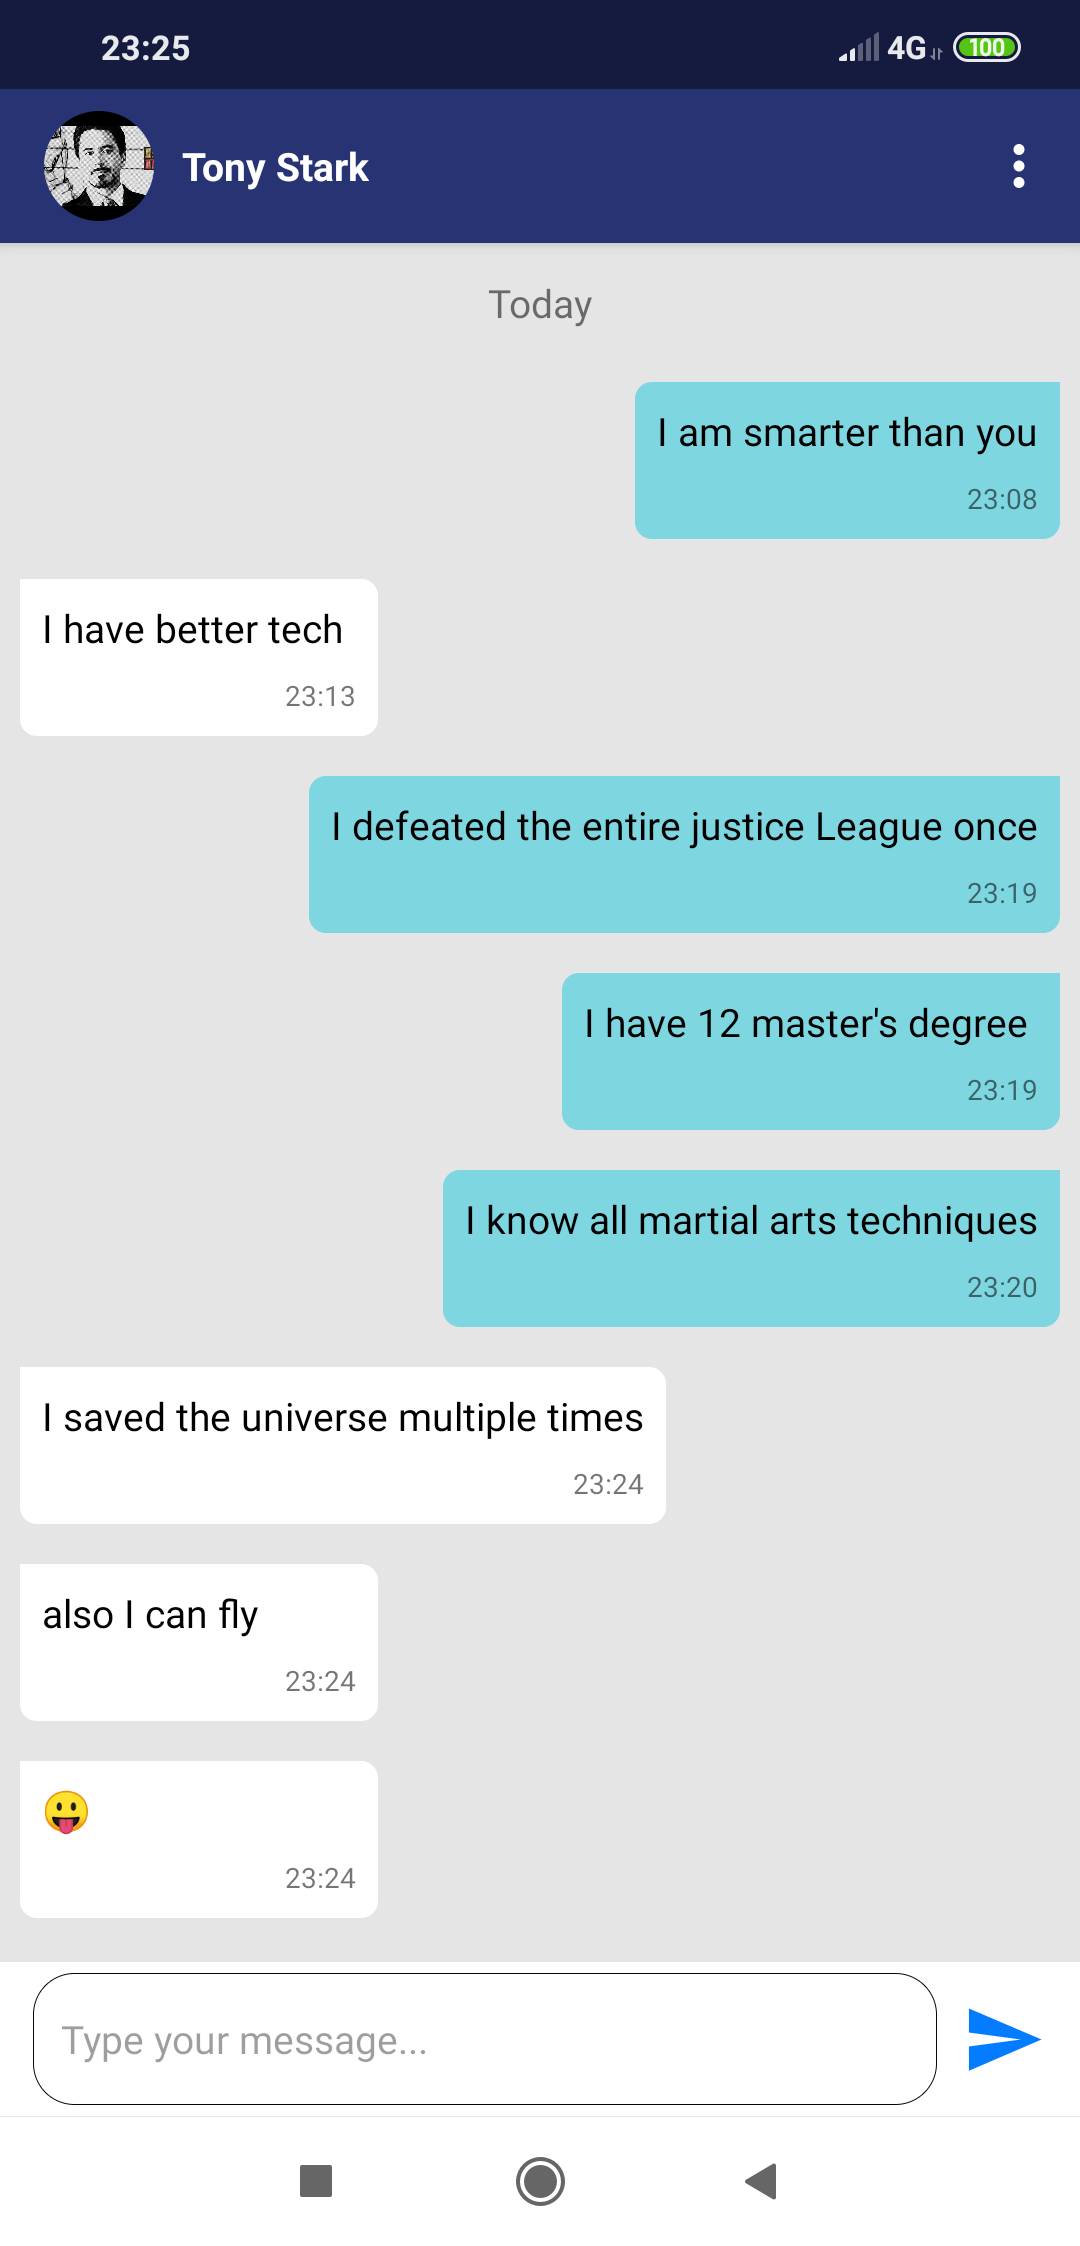 23:25
4G
100
Tony Stark
Today
I am smarter than you
23:08
I have better tech
23:13
I defeated the entire justice League once
23:19
I have 12 master's degree
23:19
I know all martial arts techniques
23:20
I saved the universe multiple times
23:24
also I can fly
23:24
😛
23:24
Type your message...